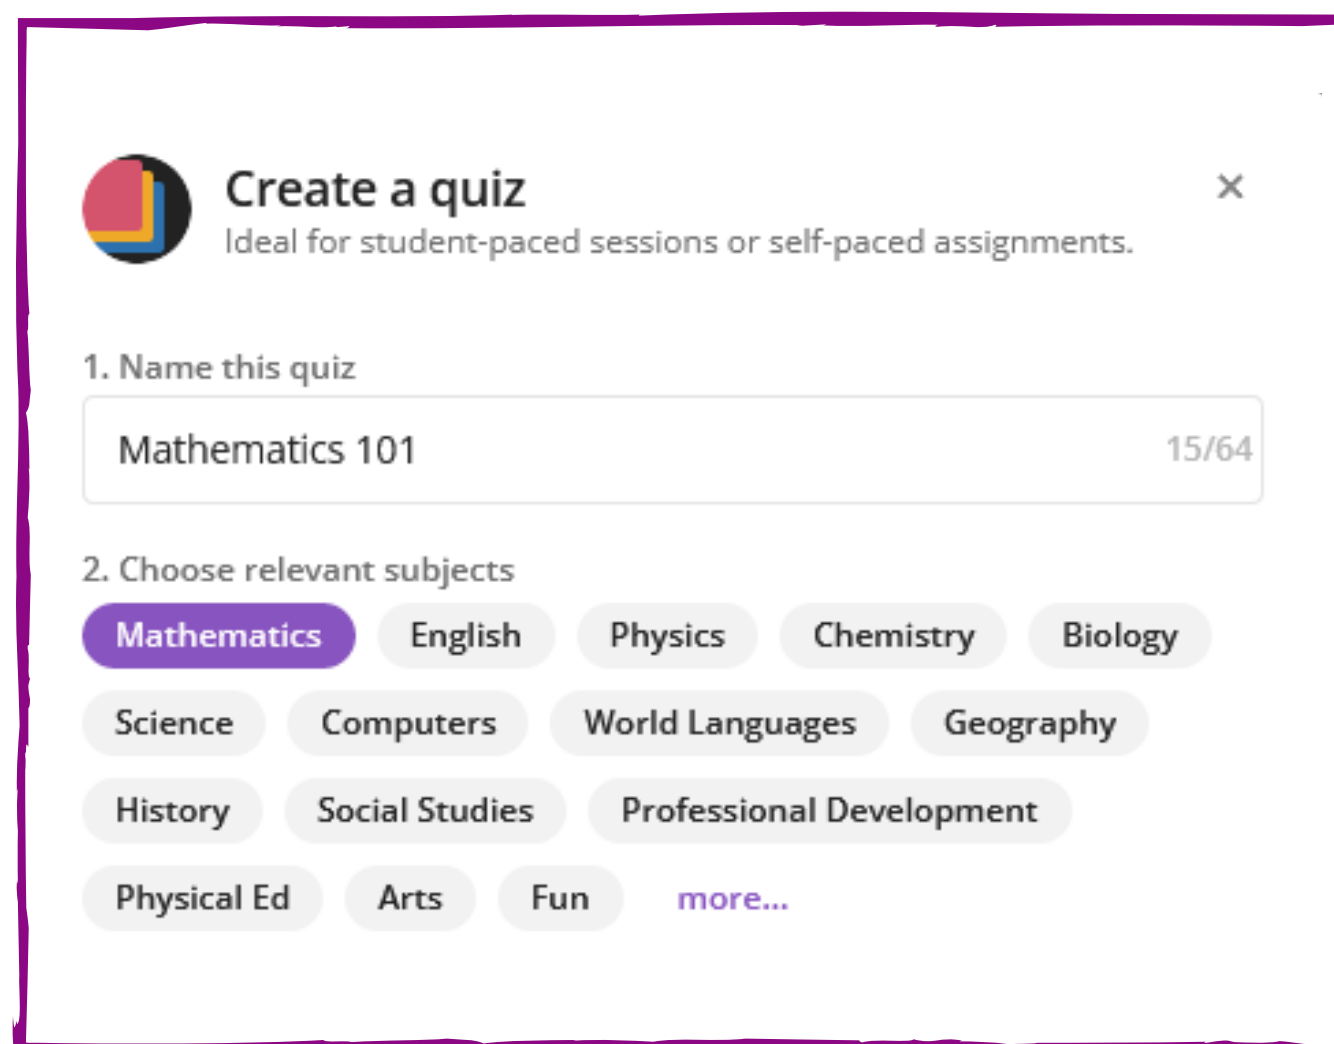 Create a quiz
Ideal for student-paced sessions or self-paced assignments.
1. Name this quiz
Mathematics 101 15/64
2. Choose relevant subjects
Mathematics English Physics Chemistry Biology
Science Computers World Languages Geography
History Social Studies Professional Development
Physical Ed Arts Fun more...